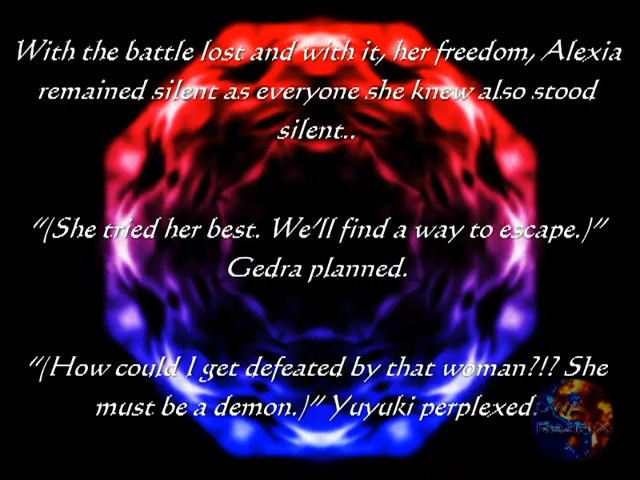 With the battle lost and with it, her freedom, Alexia
remained silent as everyone she knew also stood
silent..
"(She tried her best. We'll find a way to escape.)"
Gedra planned.
"(How could I get defeated by that woman?!? She
must be a demon.)" Yuyuki perplexed.
CWA